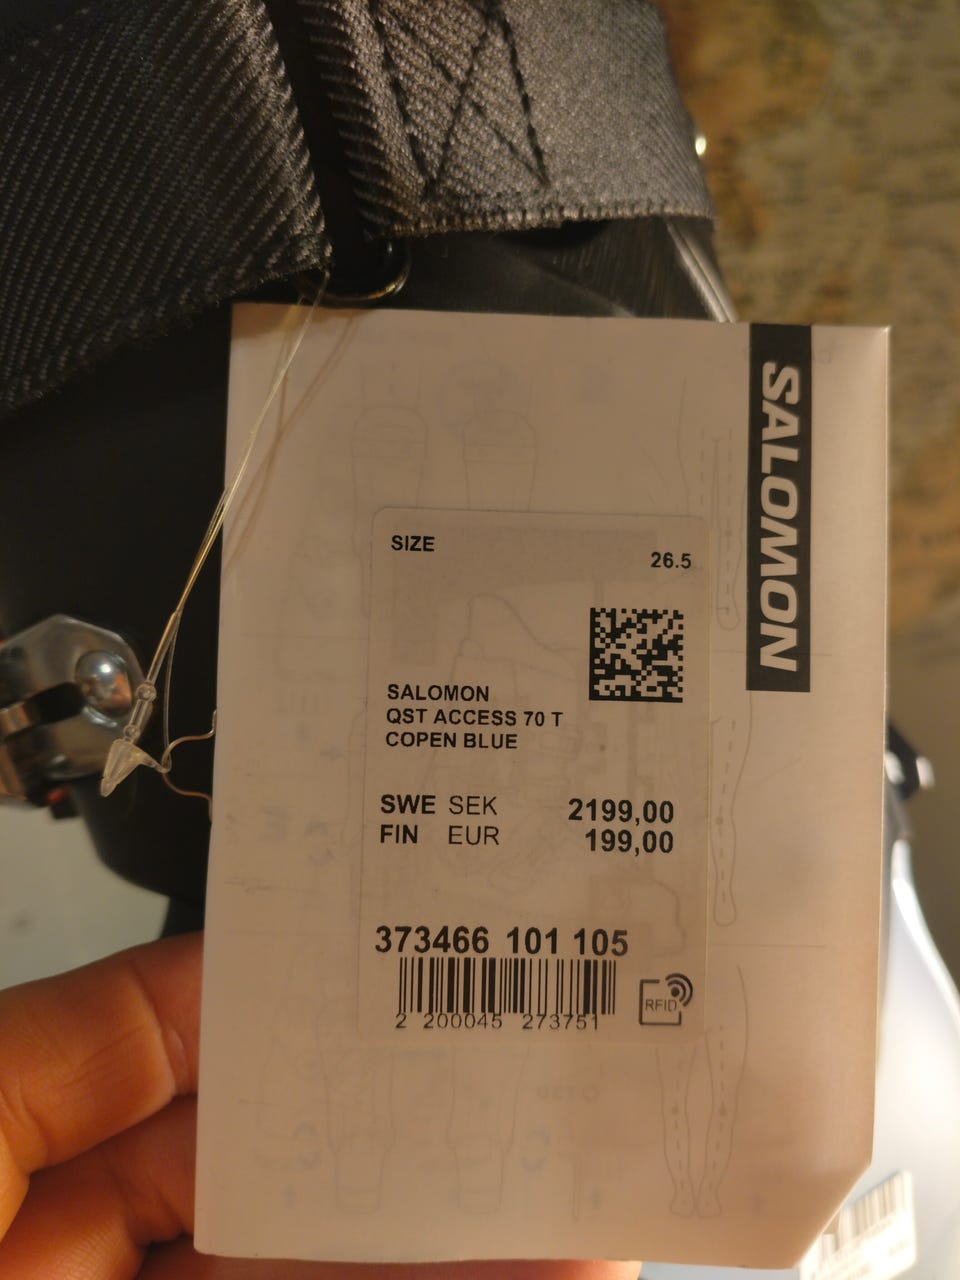 SALOMON
SIZE
26.5
SALOMON
QST ACCESS 70 T
COPEN BLUE
SWE SEK 2199,00
FIN EUR 199,00
373466 101 105
RFID
2 200045 273751